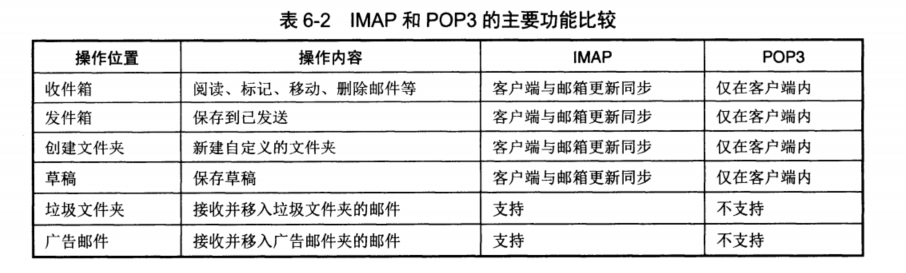 表 6-2 IMAP 和 POP3 的主要功能比较
操作位置 操作内容 IMAP POP3
收件箱 阅读、标记、移动、删除邮件等 客户端与邮箱更新同步 仅在客户端内
发件箱 保存到已发送 客户端与邮箱更新同步 仅在客户端内
创建文件夹 新建自定义的文件夹 客户端与邮箱更新同步 仅在客户端内
草稿 保存草稿 客户端与邮箱更新同步 仅在客户端内
垃圾文件夹 接收并移入垃圾文件夹的邮件 支持 不支持
广告邮件 接收并移入广告邮件夹的邮件 支持 不支持